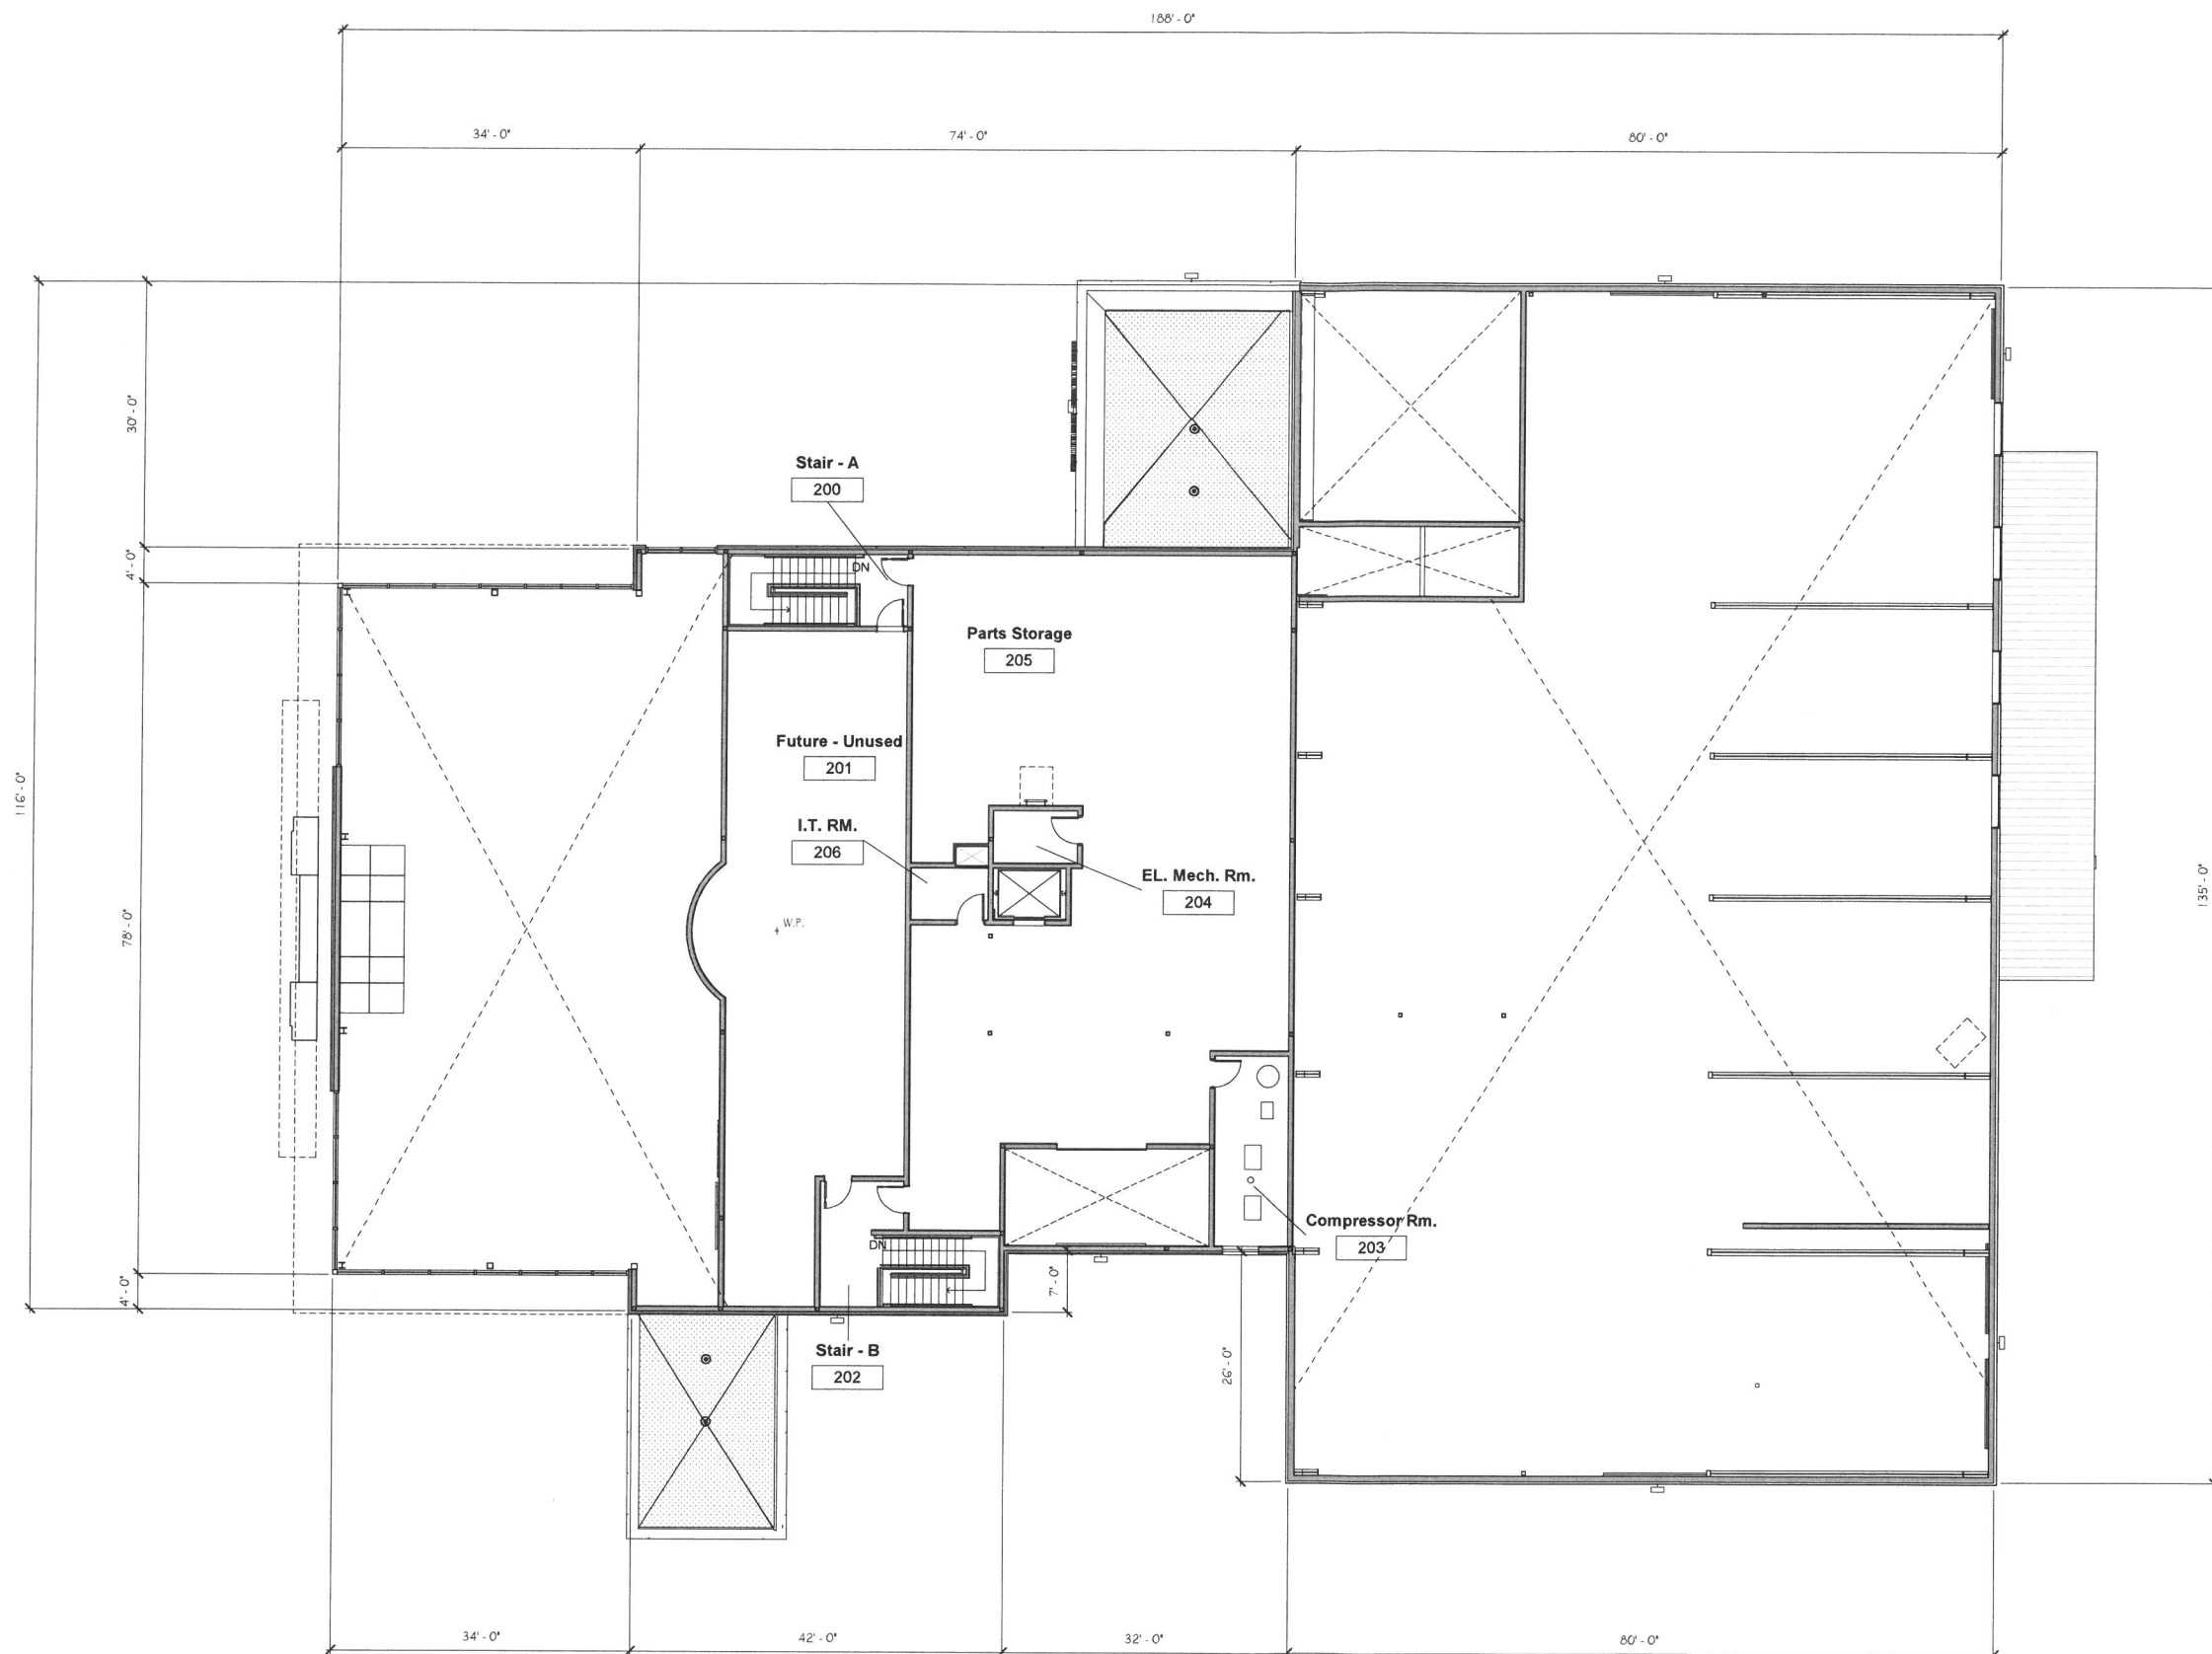 188'-0"
34'-0"
74'-0"
80'-0"
30'-0"
4'-0"
116'-0"
78'-0"
4'-0"
135'-0"
Stair - A
200
DN
Parts Storage
205
Future - Unused
201
I.T. RM.
206
EL. Mech. Rm.
204
W.P.
Compressor Rm.
203
DN
7'-0"
26'-0"
Stair - B
202
34'-0"
42'-0"
32'-0"
80'-0"